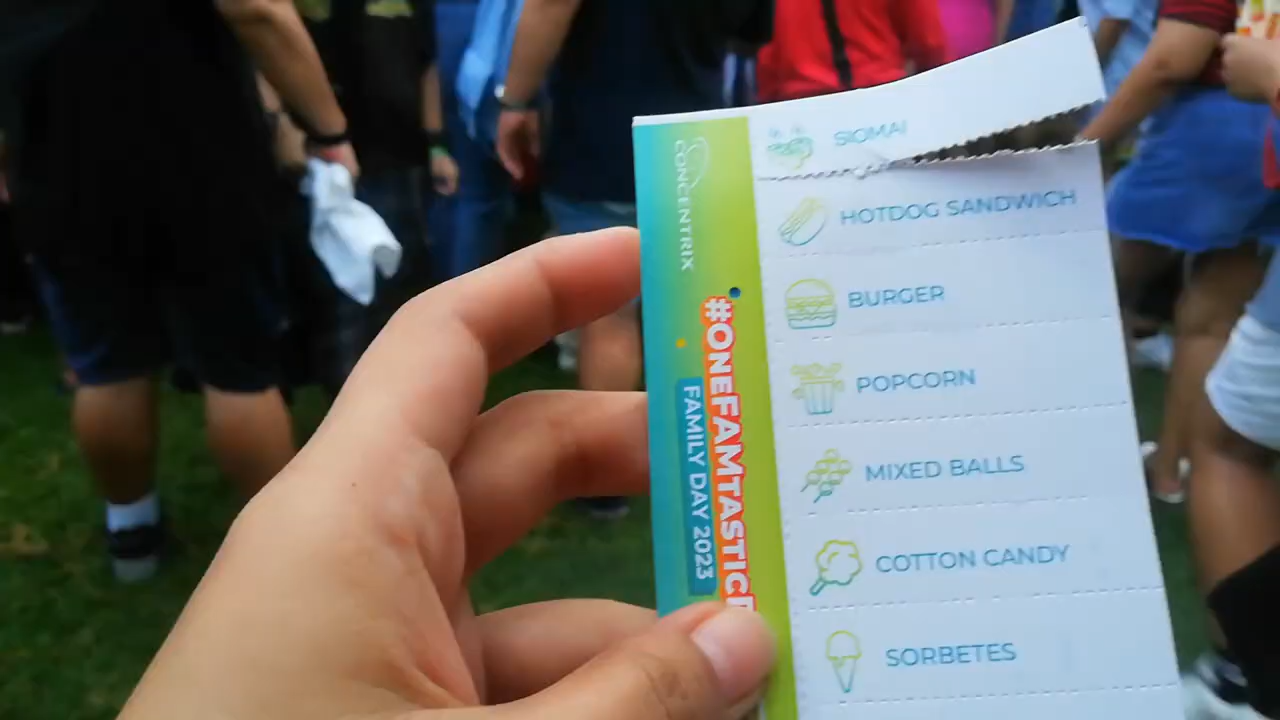 CONCENTRIX
#ONEFAMTASTIC
FAMILY DAY 2023
SIOMAI
HOTDOG SANDWICH
BURGER
POPCORN
MIXED BALLS
COTTON CANDY
SORBETES